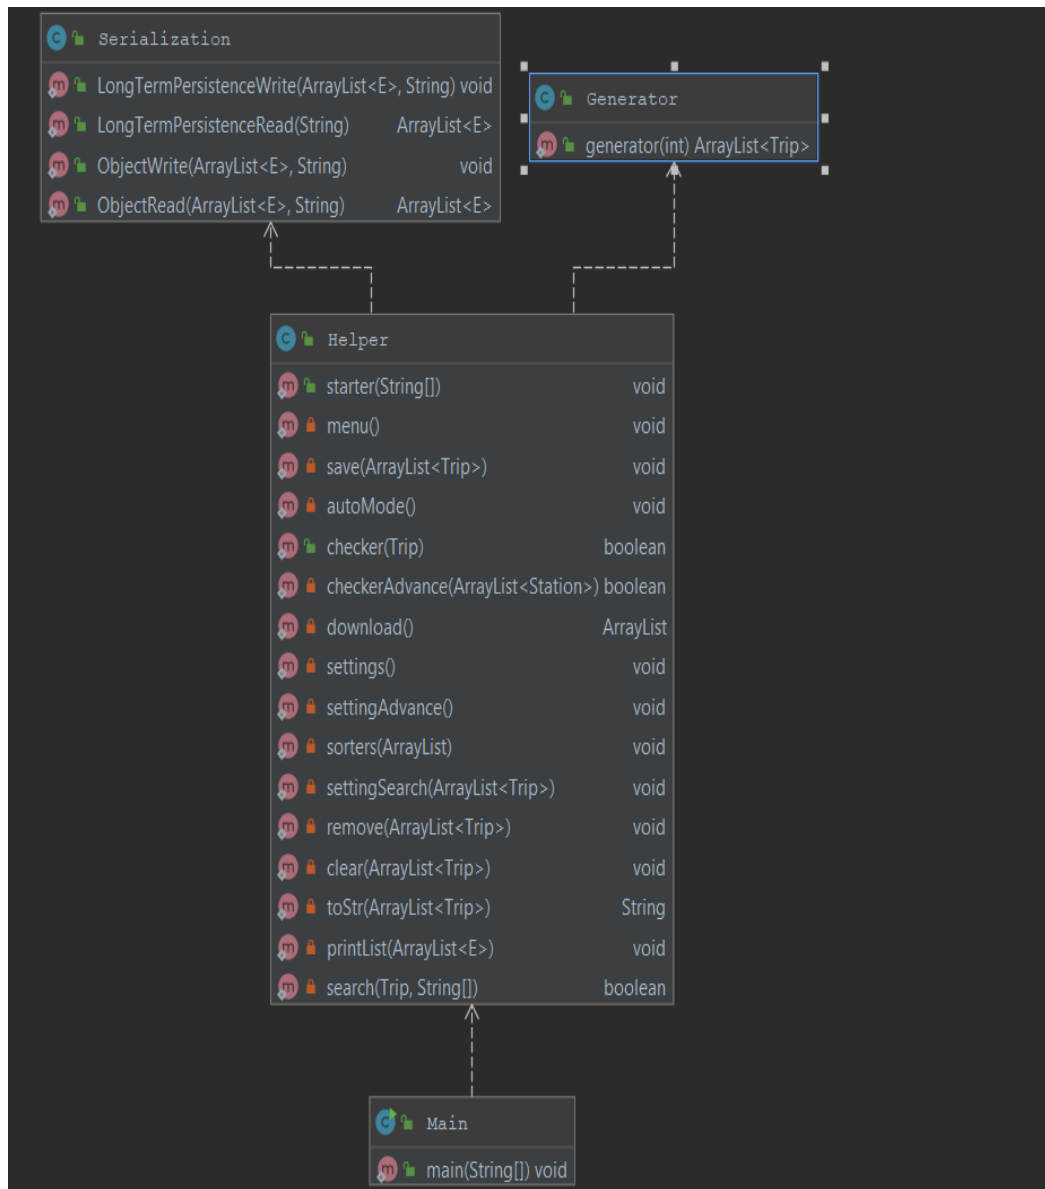 Serialization
LongTermPersistenceWrite(ArrayList<E>, String) void
LongTermPersistenceRead(String) ArrayList<E>
ObjectWrite(ArrayList<E>, String) void
ObjectRead(ArrayList<E>, String) ArrayList<E>
Generator
generator(int) ArrayList<Trip>
Helper
starter(String[]) void
menu() void
save(ArrayList<Trip>) void
autoMode() void
checker(Trip) boolean
checkerAdvance(ArrayList<Station>) boolean
download() ArrayList
settings() void
settingAdvance() void
sorters(ArrayList) void
settingSearch(ArrayList<Trip>) void
remove(ArrayList<Trip>) void
clear(ArrayList<Trip>) void
toStr(ArrayList<Trip>) String
printList(ArrayList<E>) void
search(Trip, String[]) boolean
Main
main(String[]) void